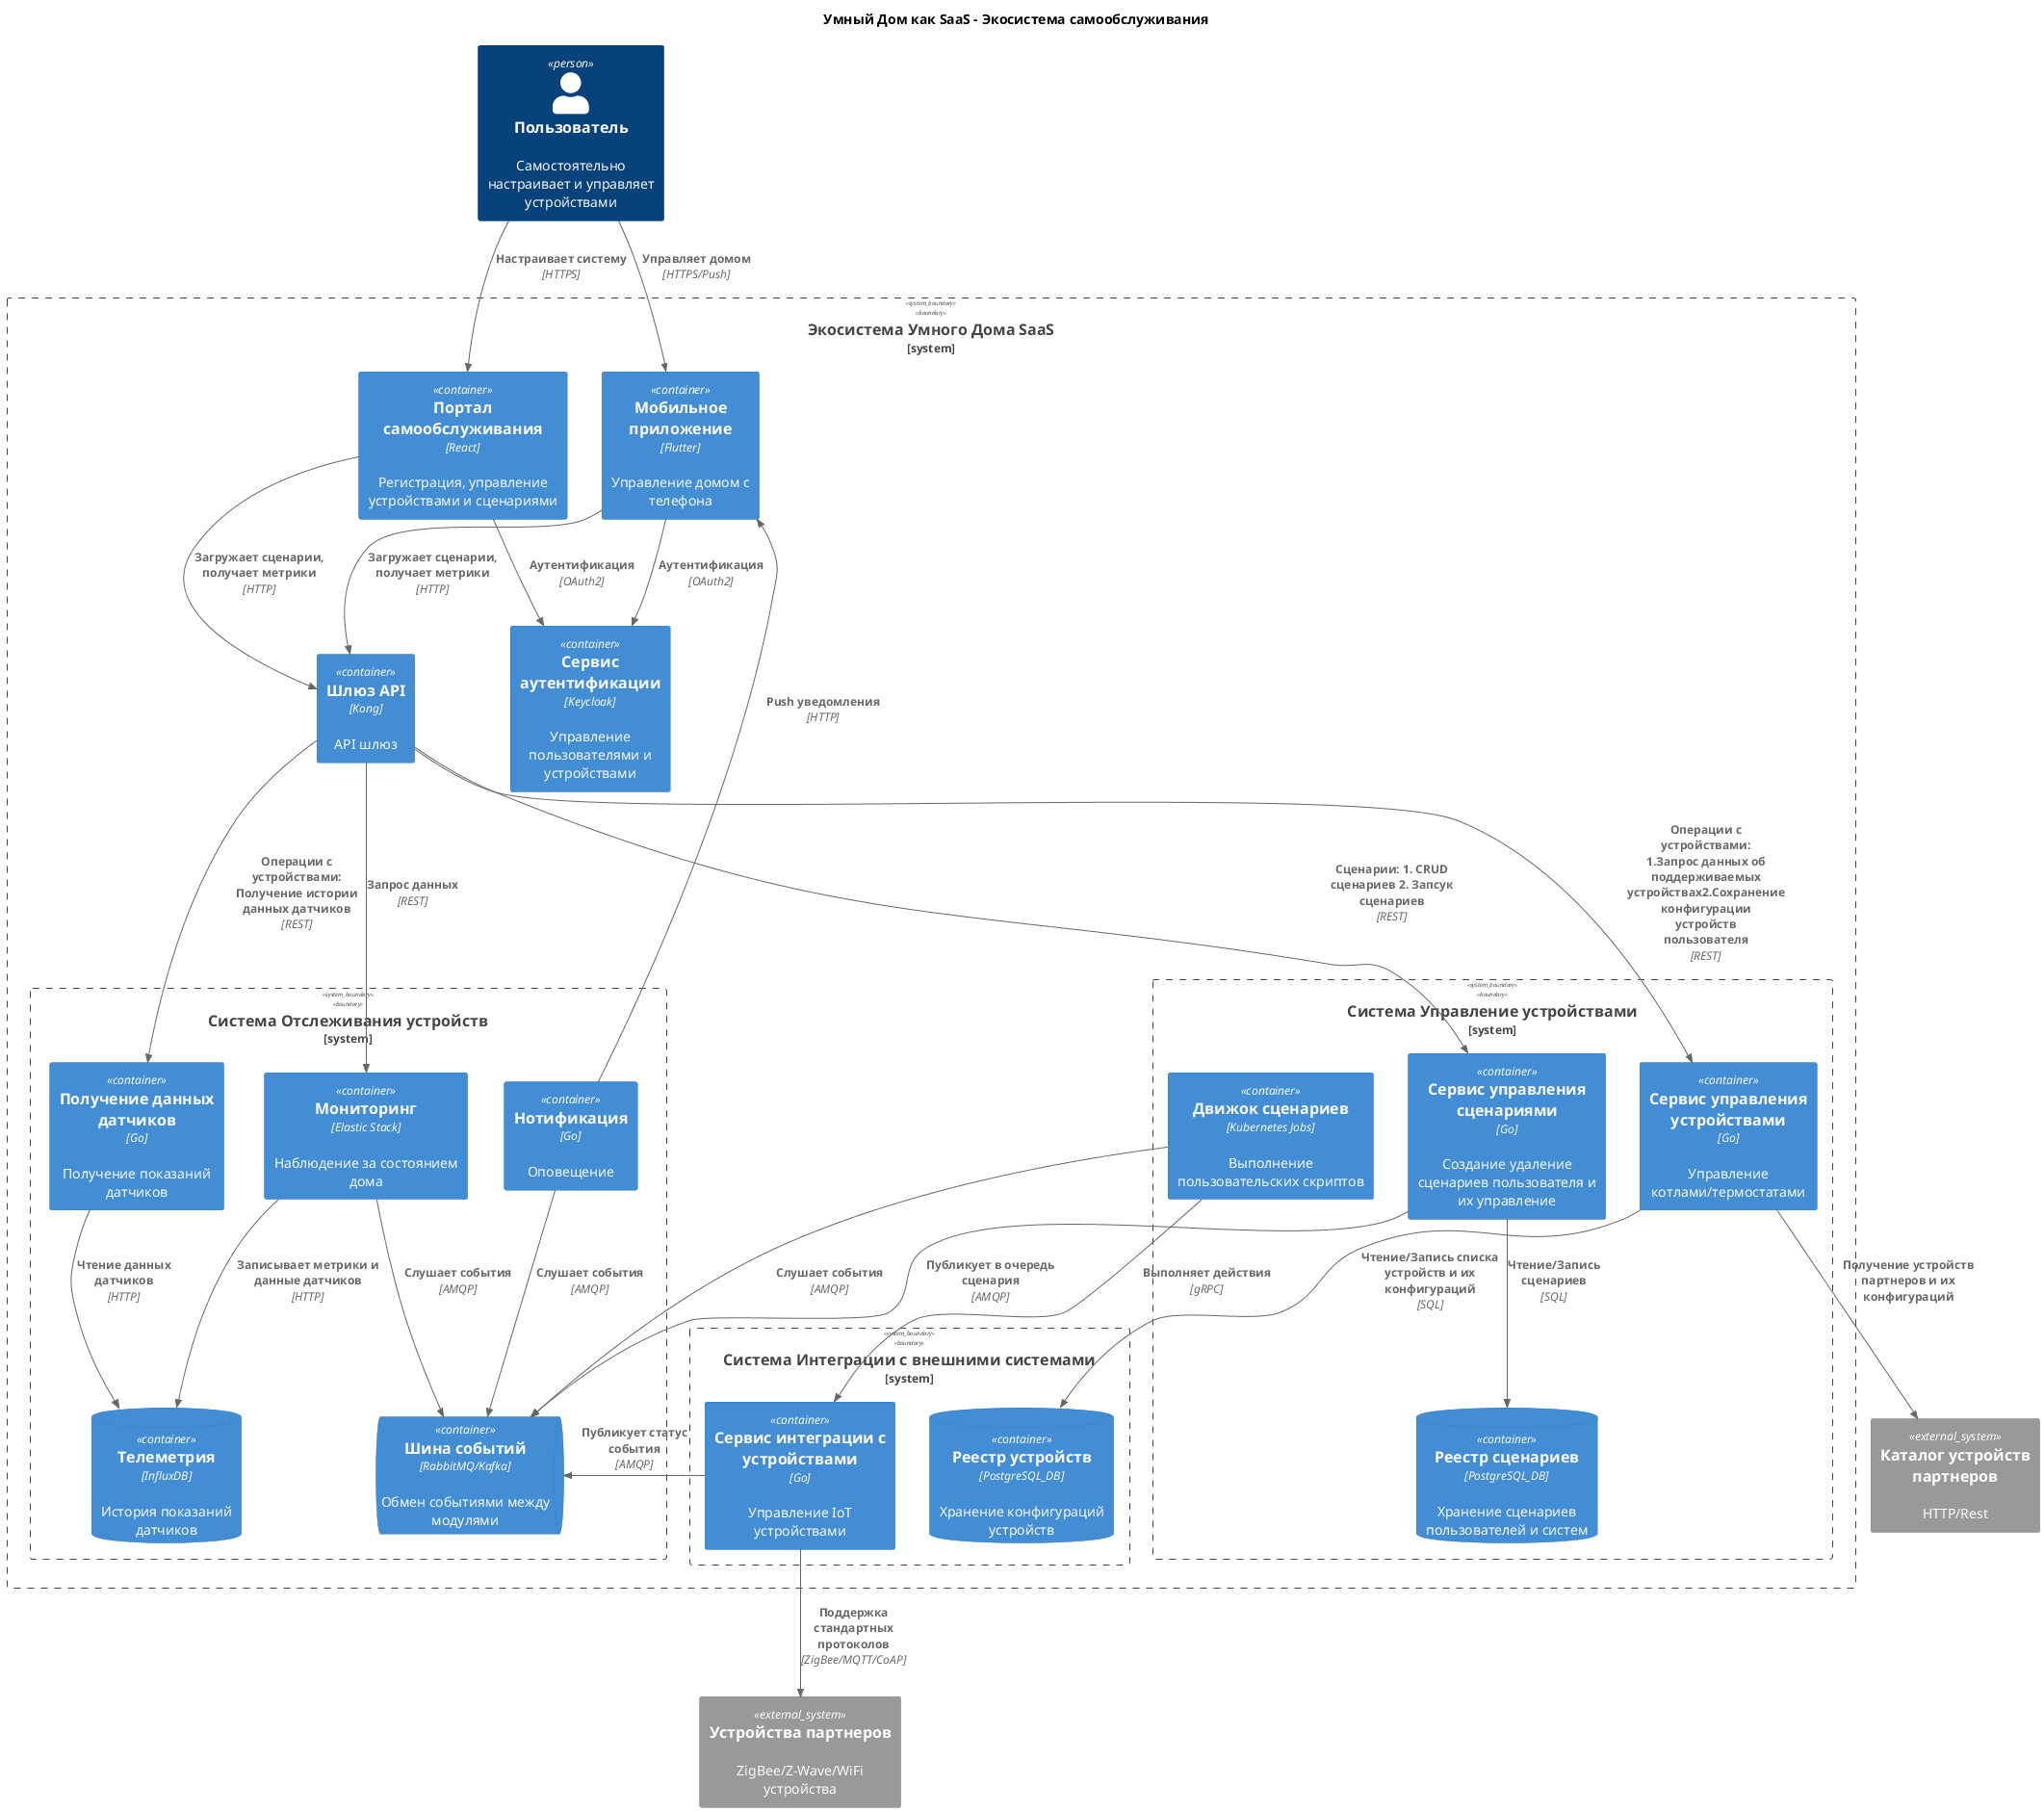 Умный Дом как SaaS - Экосистема самообслуживания
«person»
Пользователь
Самостоятельно
настраивает и управляет
устройствами
Настраивает систему
[HTTPS]
Управляет домом
[HTTPS/Push]
«system_boundary»
«boundary»
Экосистема Умного Дома SaaS
[system]
«container»
Портал
самообслуживания
[React]
Регистрация, управление
устройствами и сценариями
«container»
Мобильное
приложение
[Flutter]
Управление домом с
телефона
Загружает сценарии,
получает метрики
[HTTP]
Загружает сценарии,
получает метрики
[HTTP]
Аутентификация
[OAuth2]
Аутентификация
[OAuth2]
«container»
Шлюз API
[Kong]
API шлюз
«container»
Сервис
аутентификации
[Keycloak]
Управление
пользователями и
устройствами
Push уведомления
[HTTP]
Операции с
устройствами:
Получение истории
данных датчиков
[REST]
Запрос данных
[REST]
Сценарии: 1. CRUD
сценариев 2. Запсук
сценариев
[REST]
Операции с
устройствами:
1.Запрос данных об
поддерживаемых
устройствах2.Сохранение
конфигурации
устройств
пользователя
[REST]
«system_boundary»
«boundary»
Система Отслеживания устройств
[system]
«container»
Получение данных
датчиков
[Go]
Получение показаний
датчиков
«container»
Мониторинг
[Elastic Stack]
Наблюдение за состоянием
дома
«container»
Нотификация
[Go]
Оповещение
«system_boundary»
«boundary»
Система Управление устройствами
[system]
«container»
Движок сценариев
[Kubernetes Jobs]
Выполнение
пользовательских скриптов
«container»
Сервис управления
сценариями
[Go]
Создание удаление
сценариев пользователя и
их управление
«container»
Сервис управления
устройствами
[Go]
Управление
котлами/термостатами
Чтение данных
датчиков
[HTTP]
Записывает метрики и
данные датчиков
[HTTP]
Слушает события
[AMQP]
Слушает события
[AMQP]
Слушает события
[AMQP]
Публикует в очередь
сценария
[AMQP]
Выполняет действия
[gRPC]
Чтение/Запись списка
устройств и их
конфигураций
[SQL]
Чтение/Запись
сценариев
[SQL]
Получение устройств
партнеров и их
конфигураций
«container»
Телеметрия
[InfluxDB]
История показаний
датчиков
«container»
Шина событий
[RabbitMQ/Kafka]
Обмен событиями между
модулями
Публикует статус
события
[AMQP]
«system_boundary»
«boundary»
Система Интеграции с внешними системами
[system]
«container»
Сервис интеграции с
устройствами
[Go]
Управление IoT
устройствами
«container»
Реестр устройств
[PostgreSQL_DB]
Хранение конфигураций
устройств
«container»
Реестр сценариев
[PostgreSQL_DB]
Хранение сценариев
пользователей и систем
«external_system»
Каталог устройств
партнеров
HTTP/Rest
Поддержка
стандартных
протоколов
[ZigBee/MQTT/CoAP]
«external_system»
Устройства партнеров
ZigBee/Z-Wave/WiFi
устройства